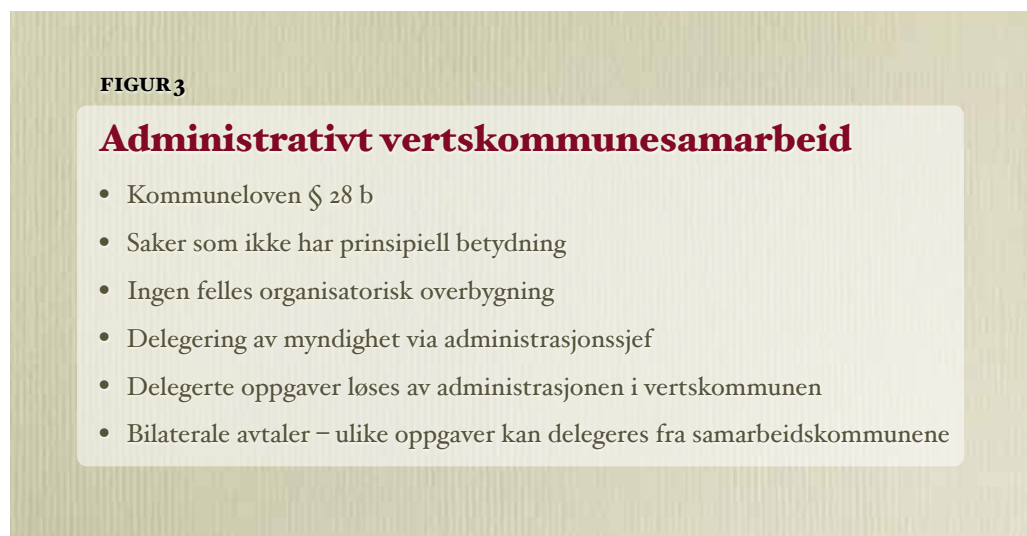 FIGUR 3
Administrativt vertskommunesamarbeid
• Kommuneloven § 28 b
• Saker som ikke har prinsipiell betydning
• Ingen felles organisatorisk overbygning
• Delegering av myndighet via administrasjonssjef
• Delegerte oppgaver løses av administrasjonen i vertskommunen
• Bilaterale avtaler – ulike oppgaver kan delegeres fra samarbeidskommunene